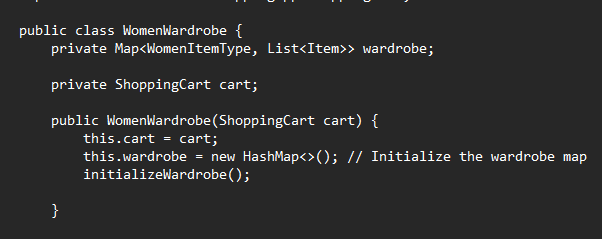 public class WomenWardrobe {
    private Map<WomenItemType, List<Item>> wardrobe;
    private ShoppingCart cart;
    public WomenWardrobe(ShoppingCart cart) {
        this.cart = cart;
        this.wardrobe = new HashMap<>(); // Initialize the wardrobe map
        initializeWardrobe();
    }